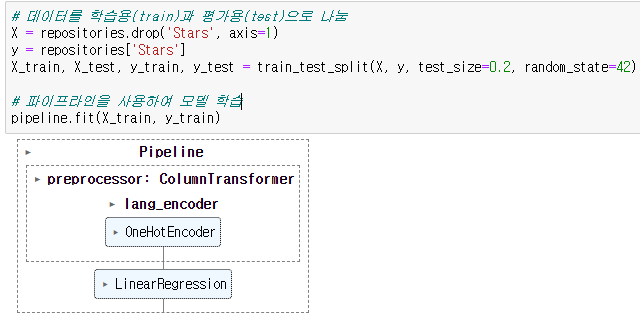 # 데이터를 학습용(train)과 평가용(test)으로 나눔
X = repositories.drop('Stars', axis=1)
y = repositories['Stars']
X_train, X_test, y_train, y_test = train_test_split(X, y, test_size=0.2, random_state=42)
# 파이프라인을 사용하여 모델 학습
pipeline.fit(X_train, y_train)
Pipeline
preprocessor: ColumnTransformer
lang_encoder
OneHotEncoder
LinearRegression